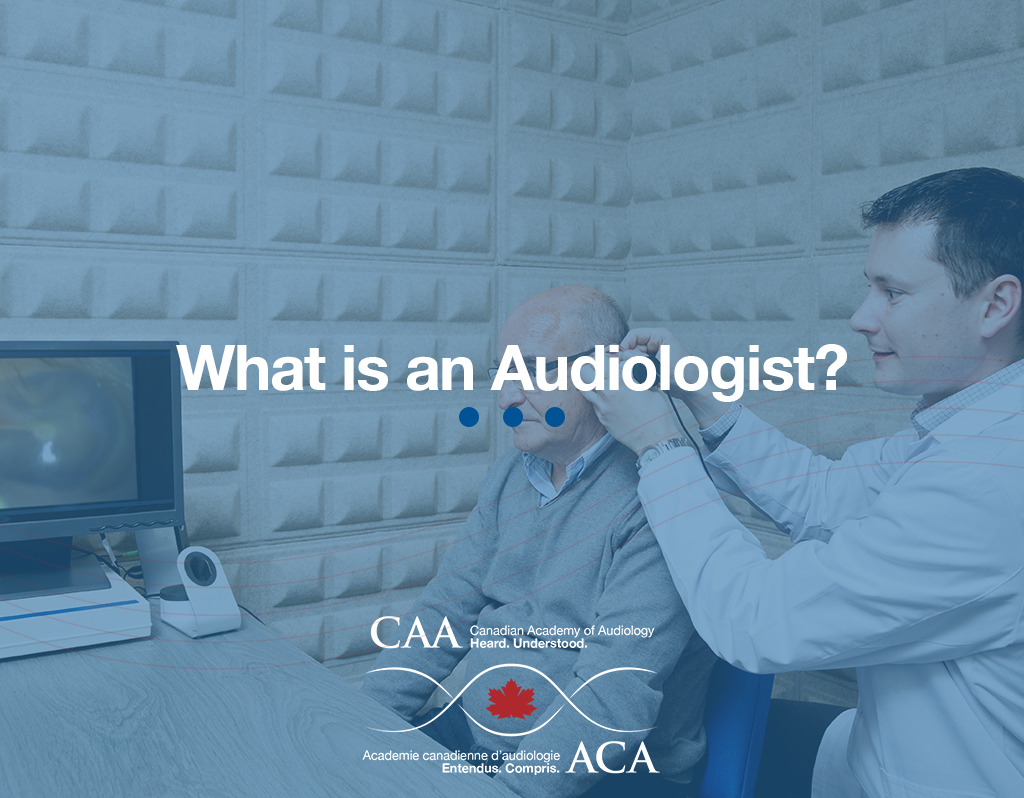 What is an Audiologist?
CAA Canadian Academy of Audiology
Heard. Understood.
Academie canadienne d'audiologie
Entendus. Compris. ACA